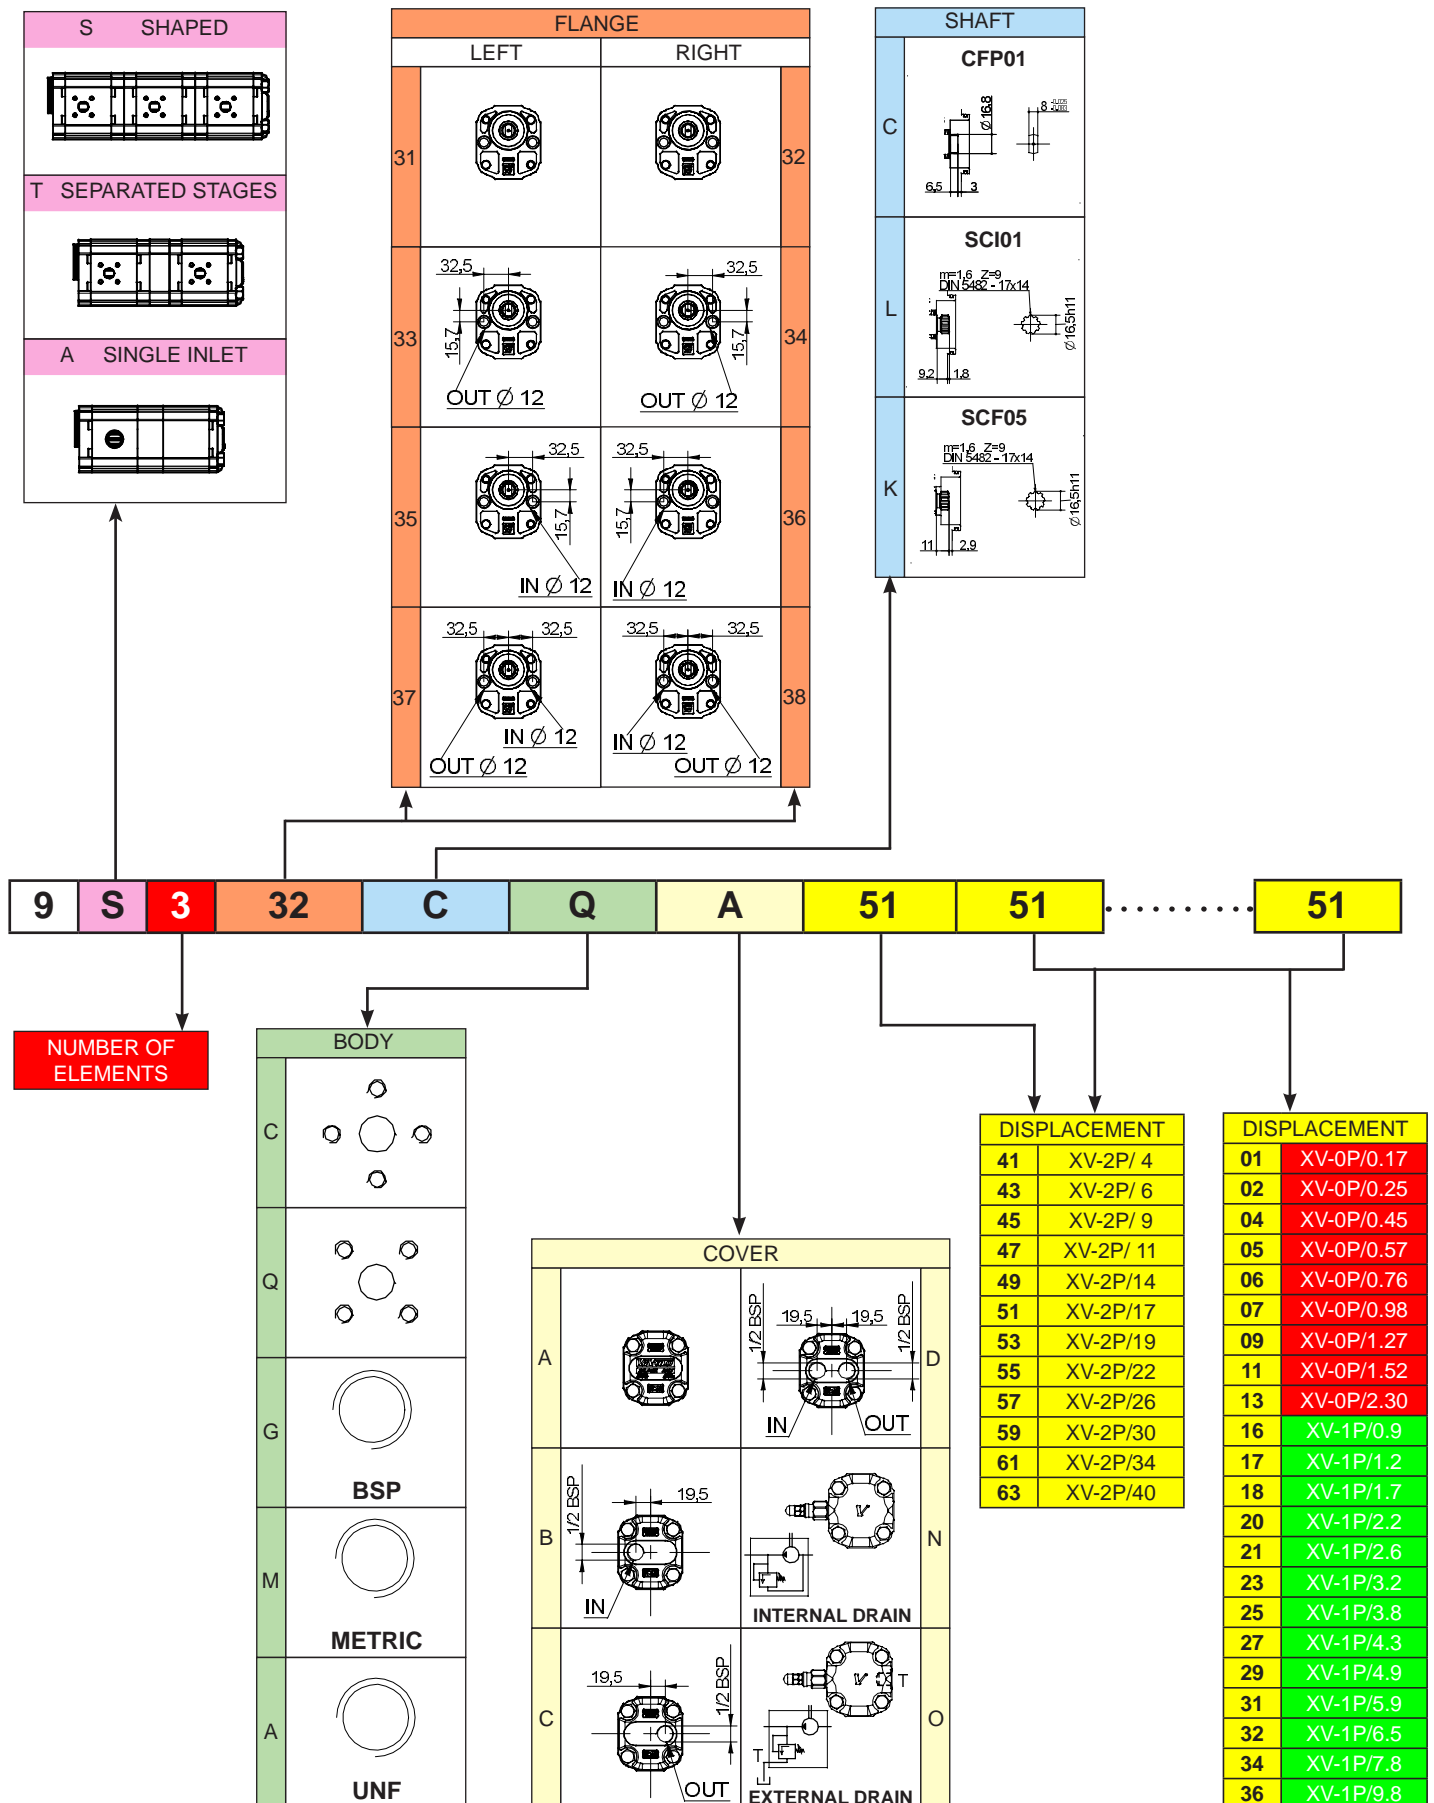 S SHAPED
T SEPARATED STAGES
A SINGLE INLET
FLANGE
LEFT RIGHT
31 32
32,5 32,5
33 15,7 15,7 34
OUT Ø 12 OUT Ø 12
32,5 32,5
35 15,7 15,7 36
IN Ø 12 IN Ø 12
32,5 32,5 32,5 32,5
37 38
IN Ø 12 IN Ø 12
OUT Ø 12 OUT Ø 12
SHAFT
CFP01
C
Ø 16.8
8
6,5 3
SCI01
m=1,6 Z=9
DIN 5482 - 17x14
L
Ø16,5h11
9,2 1,8
SCF05
m=1,6 Z=9
DIN 5482 - 17x14
K
Ø16,5h11
11 2,9
9 S 3 32 C Q A 51 51 ......... 51
NUMBER OF
ELEMENTS
BODY
C
Q
G
BSP
M
METRIC
A
UNF
COVER
A
1/2 BSP 19,5 19,5 1/2 BSP
D
IN OUT
B
1/2 BSP 19,5
IN
N
INTERNAL DRAIN
C
19,5 1/2 BSP
OUT
T
T
O
EXTERNAL DRAIN
DISPLACEMENT
41 XV-2P/ 4
43 XV-2P/ 6
45 XV-2P/ 9
47 XV-2P/ 11
49 XV-2P/14
51 XV-2P/17
53 XV-2P/19
55 XV-2P/22
57 XV-2P/26
59 XV-2P/30
61 XV-2P/34
63 XV-2P/40
DISPLACEMENT
01 XV-0P/0.17
02 XV-0P/0.25
04 XV-0P/0.45
05 XV-0P/0.57
06 XV-0P/0.76
07 XV-0P/0.98
09 XV-0P/1.27
11 XV-0P/1.52
13 XV-0P/2.30
16 XV-1P/0.9
17 XV-1P/1.2
18 XV-1P/1.7
20 XV-1P/2.2
21 XV-1P/2.6
23 XV-1P/3.2
25 XV-1P/3.8
27 XV-1P/4.3
29 XV-1P/4.9
31 XV-1P/5.9
32 XV-1P/6.5
34 XV-1P/7.8
36 XV-1P/9.8